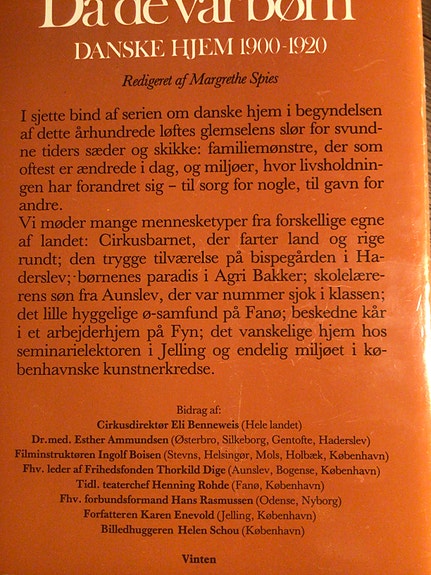 Da de var børn
DANSKE HJEM 1900-1920
Redigeret af Margrethe Spies
I sjette bind af serien om danske hjem i begyndelsen
af dette århundrede løftes glemselens slør for svund-
ne tiders sæder og skikke: familiemønstre, der som
oftest er ændrede i dag, og miljøer, hvor livsholdnin-
gen har forandret sig – til sorg for nogle, til gavn for
andre.
Vi møder mange mennesketyper fra forskellige egne
af landet: Cirkusbarnet, der farter land og rige
rundt; den trygge tilværelse på bispegården i Ha-
derslev; børnenes paradis i Agri Bakker; skolelære-
rens søn fra Aunslev, der var nummer sjok i klassen;
det lille hyggelige ø-samfund på Fanø; beskedne kår
i et arbejderhjem på Fyn; det vanskelige hjem hos
seminarielektoren i Jelling og endelig miljøet i kø-
benhavnske kunstnerkredse.
Bidrag af:
Cirkusdirektør Eli Benneweis (Hele landet)
Dr.med. Esther Ammundsen (Østerbro, Silkeborg, Gentofte, Haderslev)
Filminstruktøren Ingolf Boisen (Stevns, Helsingør, Mols, Holbæk, København)
Fhv. leder af Frihedsfonden Thorkild Dige (Aunslev, Bogense, København)
Tidl. teaterchef Henning Rohde (Fanø, København)
Fhv. forbundsformand Hans Rasmussen (Odense, Nyborg)
Forfatteren Karen Enevold (Jelling, København)
Billedhuggeren Helen Schou (København)
Vinten